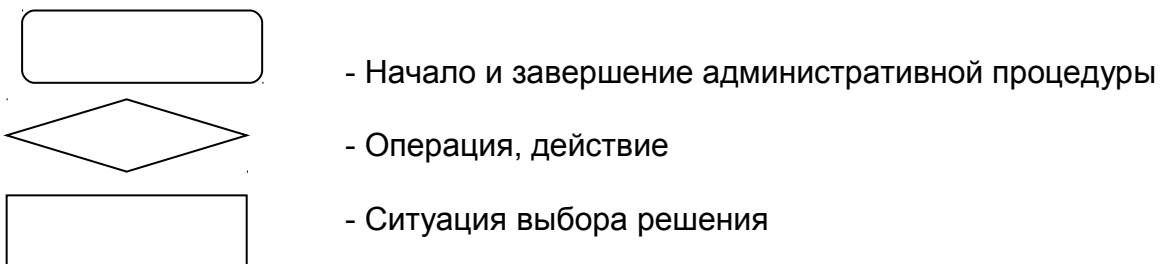 - Начало и завершение административной процедуры
- Операция, действие
- Ситуация выбора решения